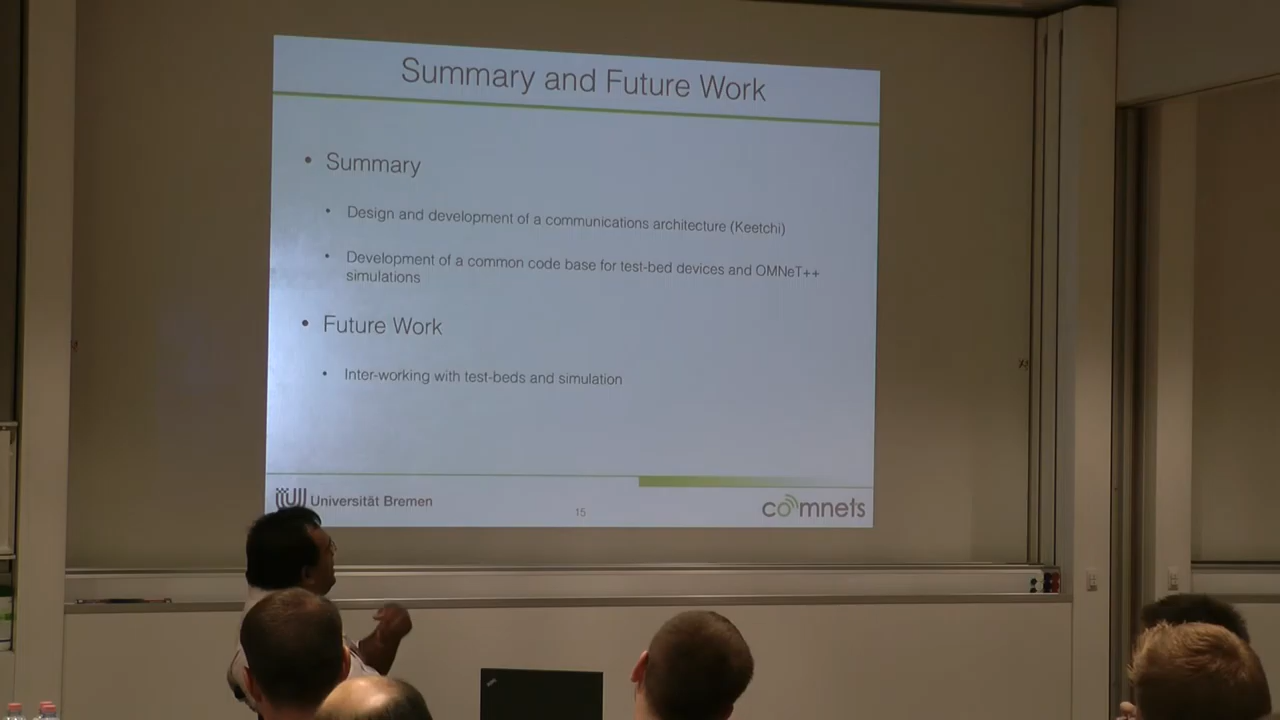 Summary and Future Work
• Summary
• Design and development of a communications architecture (Keetchi)
• Development of a common code base for test-bed devices and OMNeT++
simulations
• Future Work
• Inter-working with test-beds and simulation
Universität Bremen
15
comnets